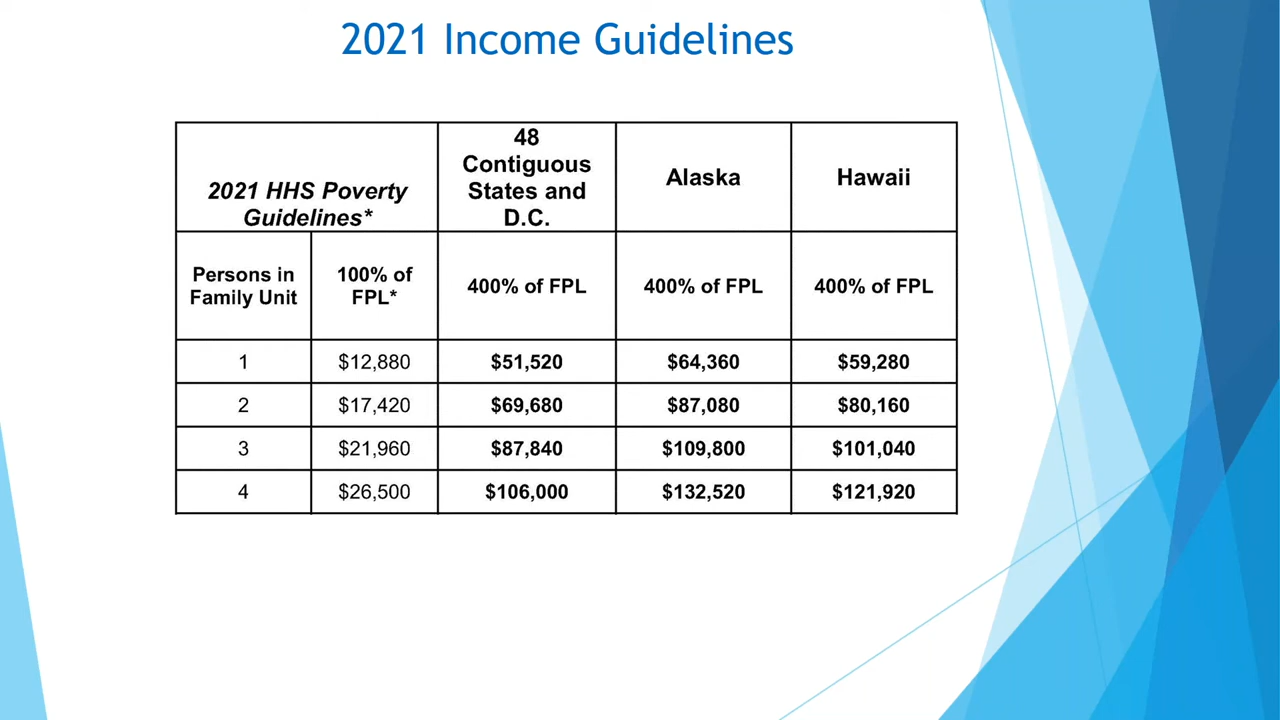 2021 Income Guidelines
2021 HHS Poverty
Guidelines*
48
Contiguous
States and
D.C.
Alaska
Hawaii
Persons in
Family Unit
100% of
FPL*
400% of FPL
400% of FPL
400% of FPL
1 $12,880 $51,520 $64,360 $59,280
2 $17,420 $69,680 $87,080 $80,160
3 $21,960 $87,840 $109,800 $101,040
4 $26,500 $106,000 $132,520 $121,920